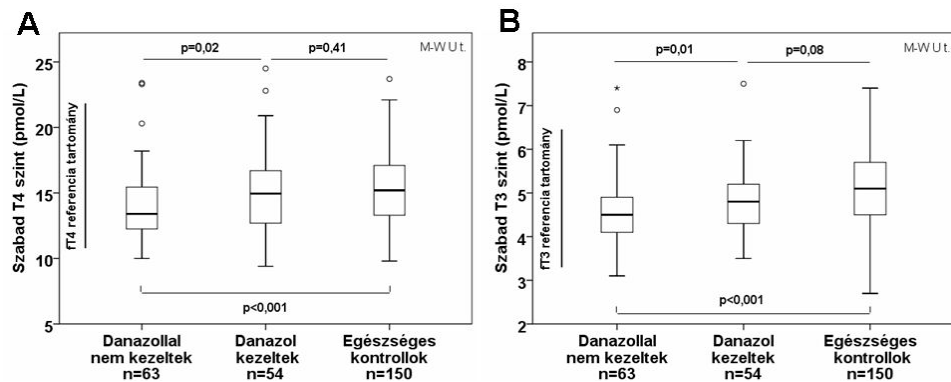 A
Szabad T4 szint (pmol/L)
fT4 referencia tartomány
25
20
15
10
5
p=0,02
p=0,41
M-W U t.
p<0,001
Danazollal
nem kezeltek
n=63
Danazol
kezeltek
n=54
Egészséges
kontrollok
n=150
B
Szabad T3 szint (pmol/L)
fT3 referencia tartomány
8
7
6
5
4
3
2
p=0,01
p=0,08
M-W U t.
p<0,001
Danazollal
nem kezeltek
n=63
Danazol
kezeltek
n=54
Egészséges
kontrollok
n=150